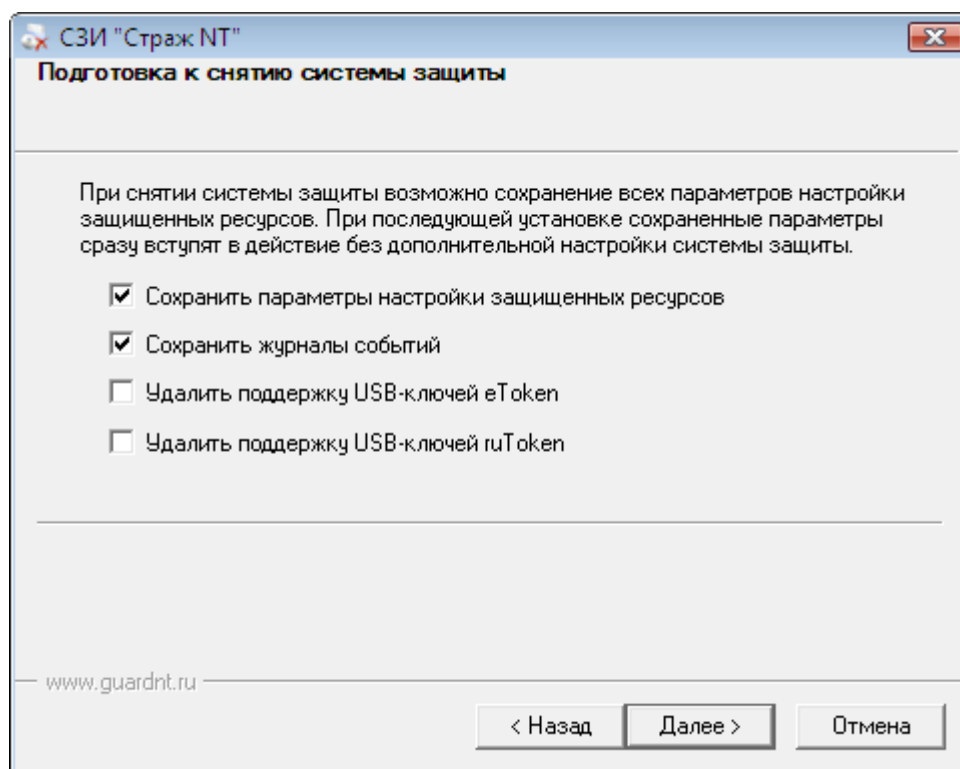 СЗИ "Страж NT"
Подготовка к снятию системы защиты
При снятии системы защиты возможно сохранение всех параметров настройки
защищенных ресурсов. При последующей установке сохраненные параметры
сразу вступят в действие без дополнительной настройки системы защиты.
Сохранить параметры настройки защищенных ресурсов
Сохранить журналы событий
Удалить поддержку USB-ключей eToken
Удалить поддержку USB-ключей ruToken
www.guardnt.ru
< Назад Далее > Отмена